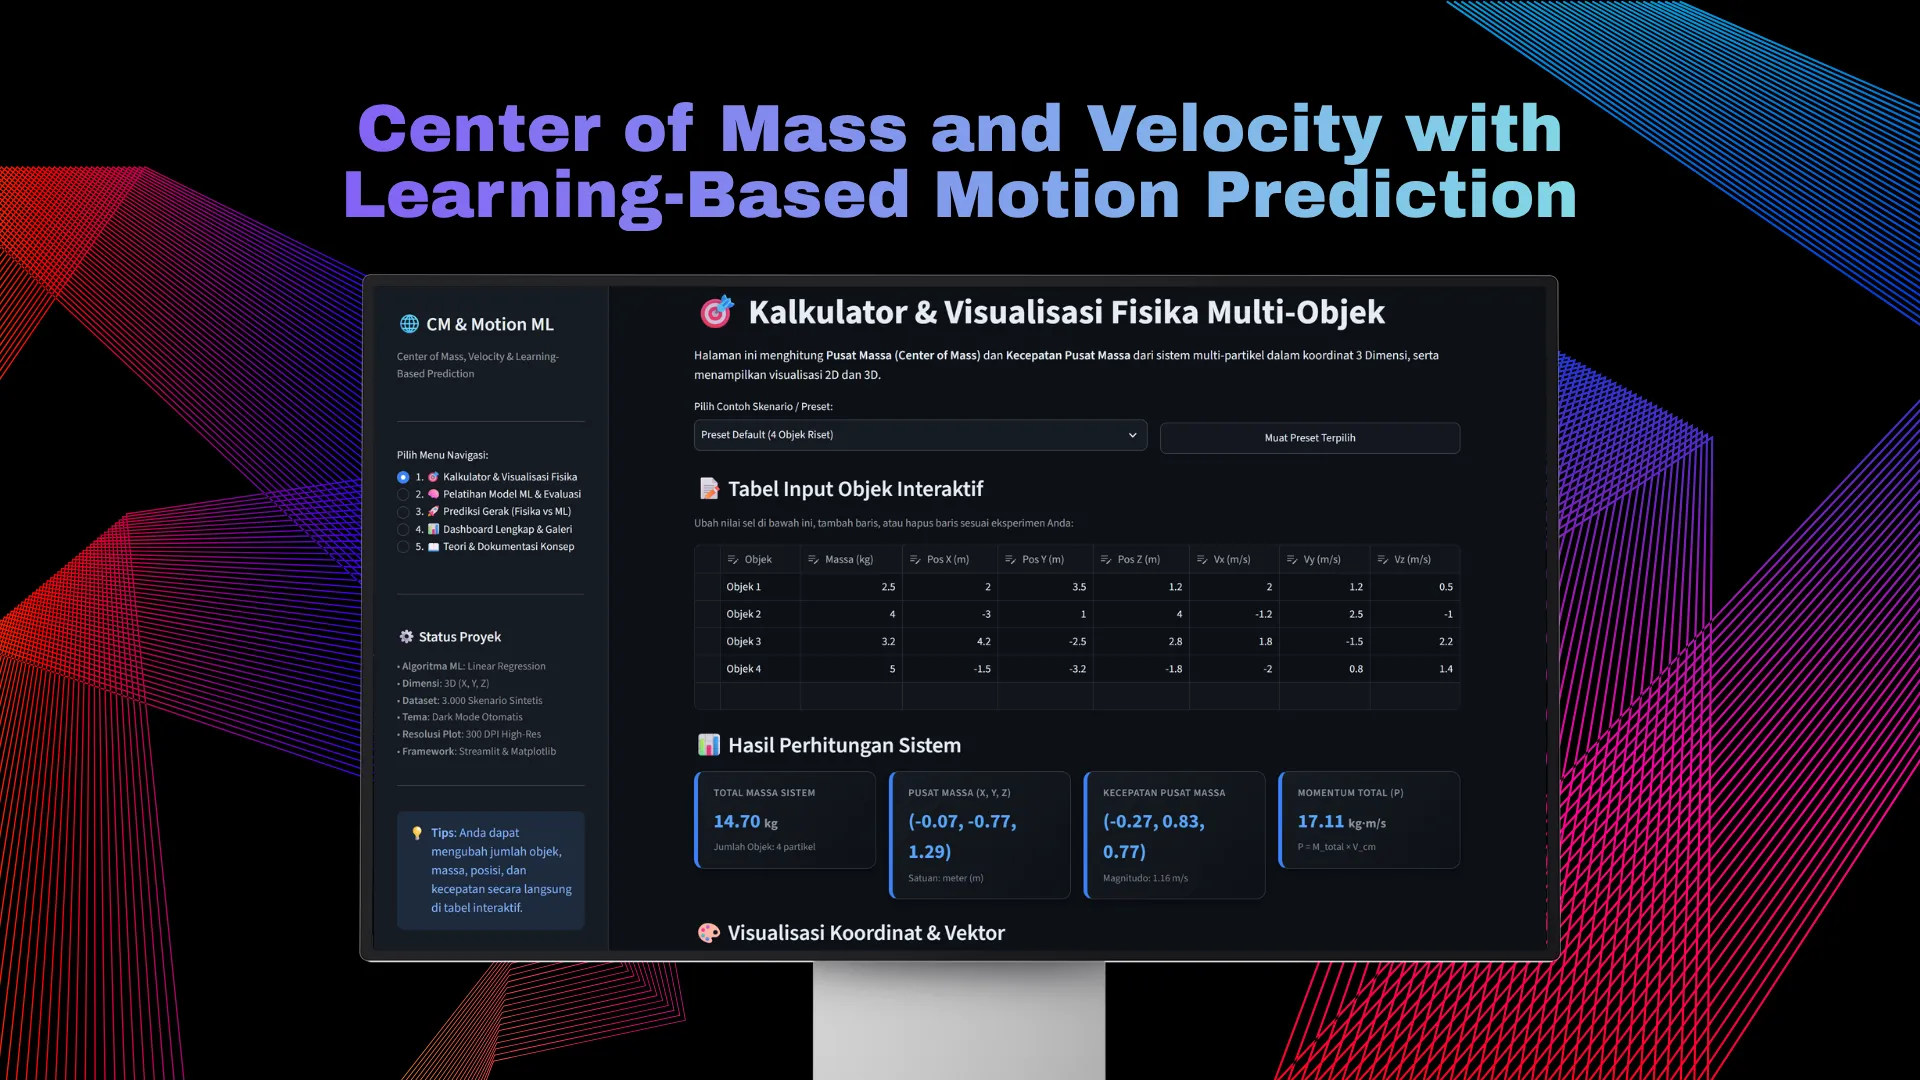 Center of Mass and Velocity with
Learning-Based Motion Prediction
CM & Motion ML
Center of Mass, Velocity & Learning-
Based Prediction
Pilih Menu Navigasi:
1. Kalkulator & Visualisasi Fisika
2. Pelatihan Model ML & Evaluasi
3. Prediksi Gerak (Fisika vs ML)
4. Dashboard Lengkap & Galeri
5. Teori & Dokumentasi Konsep
Status Proyek
• Algoritma ML: Linear Regression
• Dimensi: 3D (X, Y, Z)
• Dataset: 3.000 Skenario Sintetis
• Tema: Dark Mode Otomatis
• Resolusi Plot: 300 DPI High-Res
• Framework: Streamlit & Matplotlib
Tips: Anda dapat
mengubah jumlah objek,
massa, posisi, dan
kecepatan secara langsung
di tabel interaktif.
Kalkulator & Visualisasi Fisika Multi-Objek
Halaman ini menghitung Pusat Massa (Center of Mass) dan Kecepatan Pusat Massa dari sistem multi-partikel dalam koordinat 3 Dimensi, serta
menampilkan visualisasi 2D dan 3D.
Pilih Contoh Skenario / Preset:
Preset Default (4 Objek Riset)
Muat Preset Terpilih
Tabel Input Objek Interaktif
Ubah nilai sel di bawah ini, tambah baris, atau hapus baris sesuai eksperimen Anda:
Objek Massa (kg) Pos X (m) Pos Y (m) Pos Z (m) Vx (m/s) Vy (m/s) Vz (m/s)
Objek 1 2.5 2 3.5 1.2 2 1.2 0.5
Objek 2 4 -3 1 4 -1.2 2.5 -1
Objek 3 3.2 4.2 -2.5 2.8 1.8 -1.5 2.2
Objek 4 5 -1.5 -3.2 -1.8 -2 0.8 1.4
Hasil Perhitungan Sistem
TOTAL MASSA SISTEM
14.70 kg
Jumlah Objek: 4 partikel
PUSAT MASSA (X, Y, Z)
(-0.07, -0.77,
1.29)
Satuan: meter (m)
KECEPATAN PUSAT MASSA
(-0.27, 0.83,
0.77)
Magnitudo: 1.16 m/s
MOMENTUM TOTAL (P)
17.11 kg·m/s
P = M_total × V_cm
Visualisasi Koordinat & Vektor